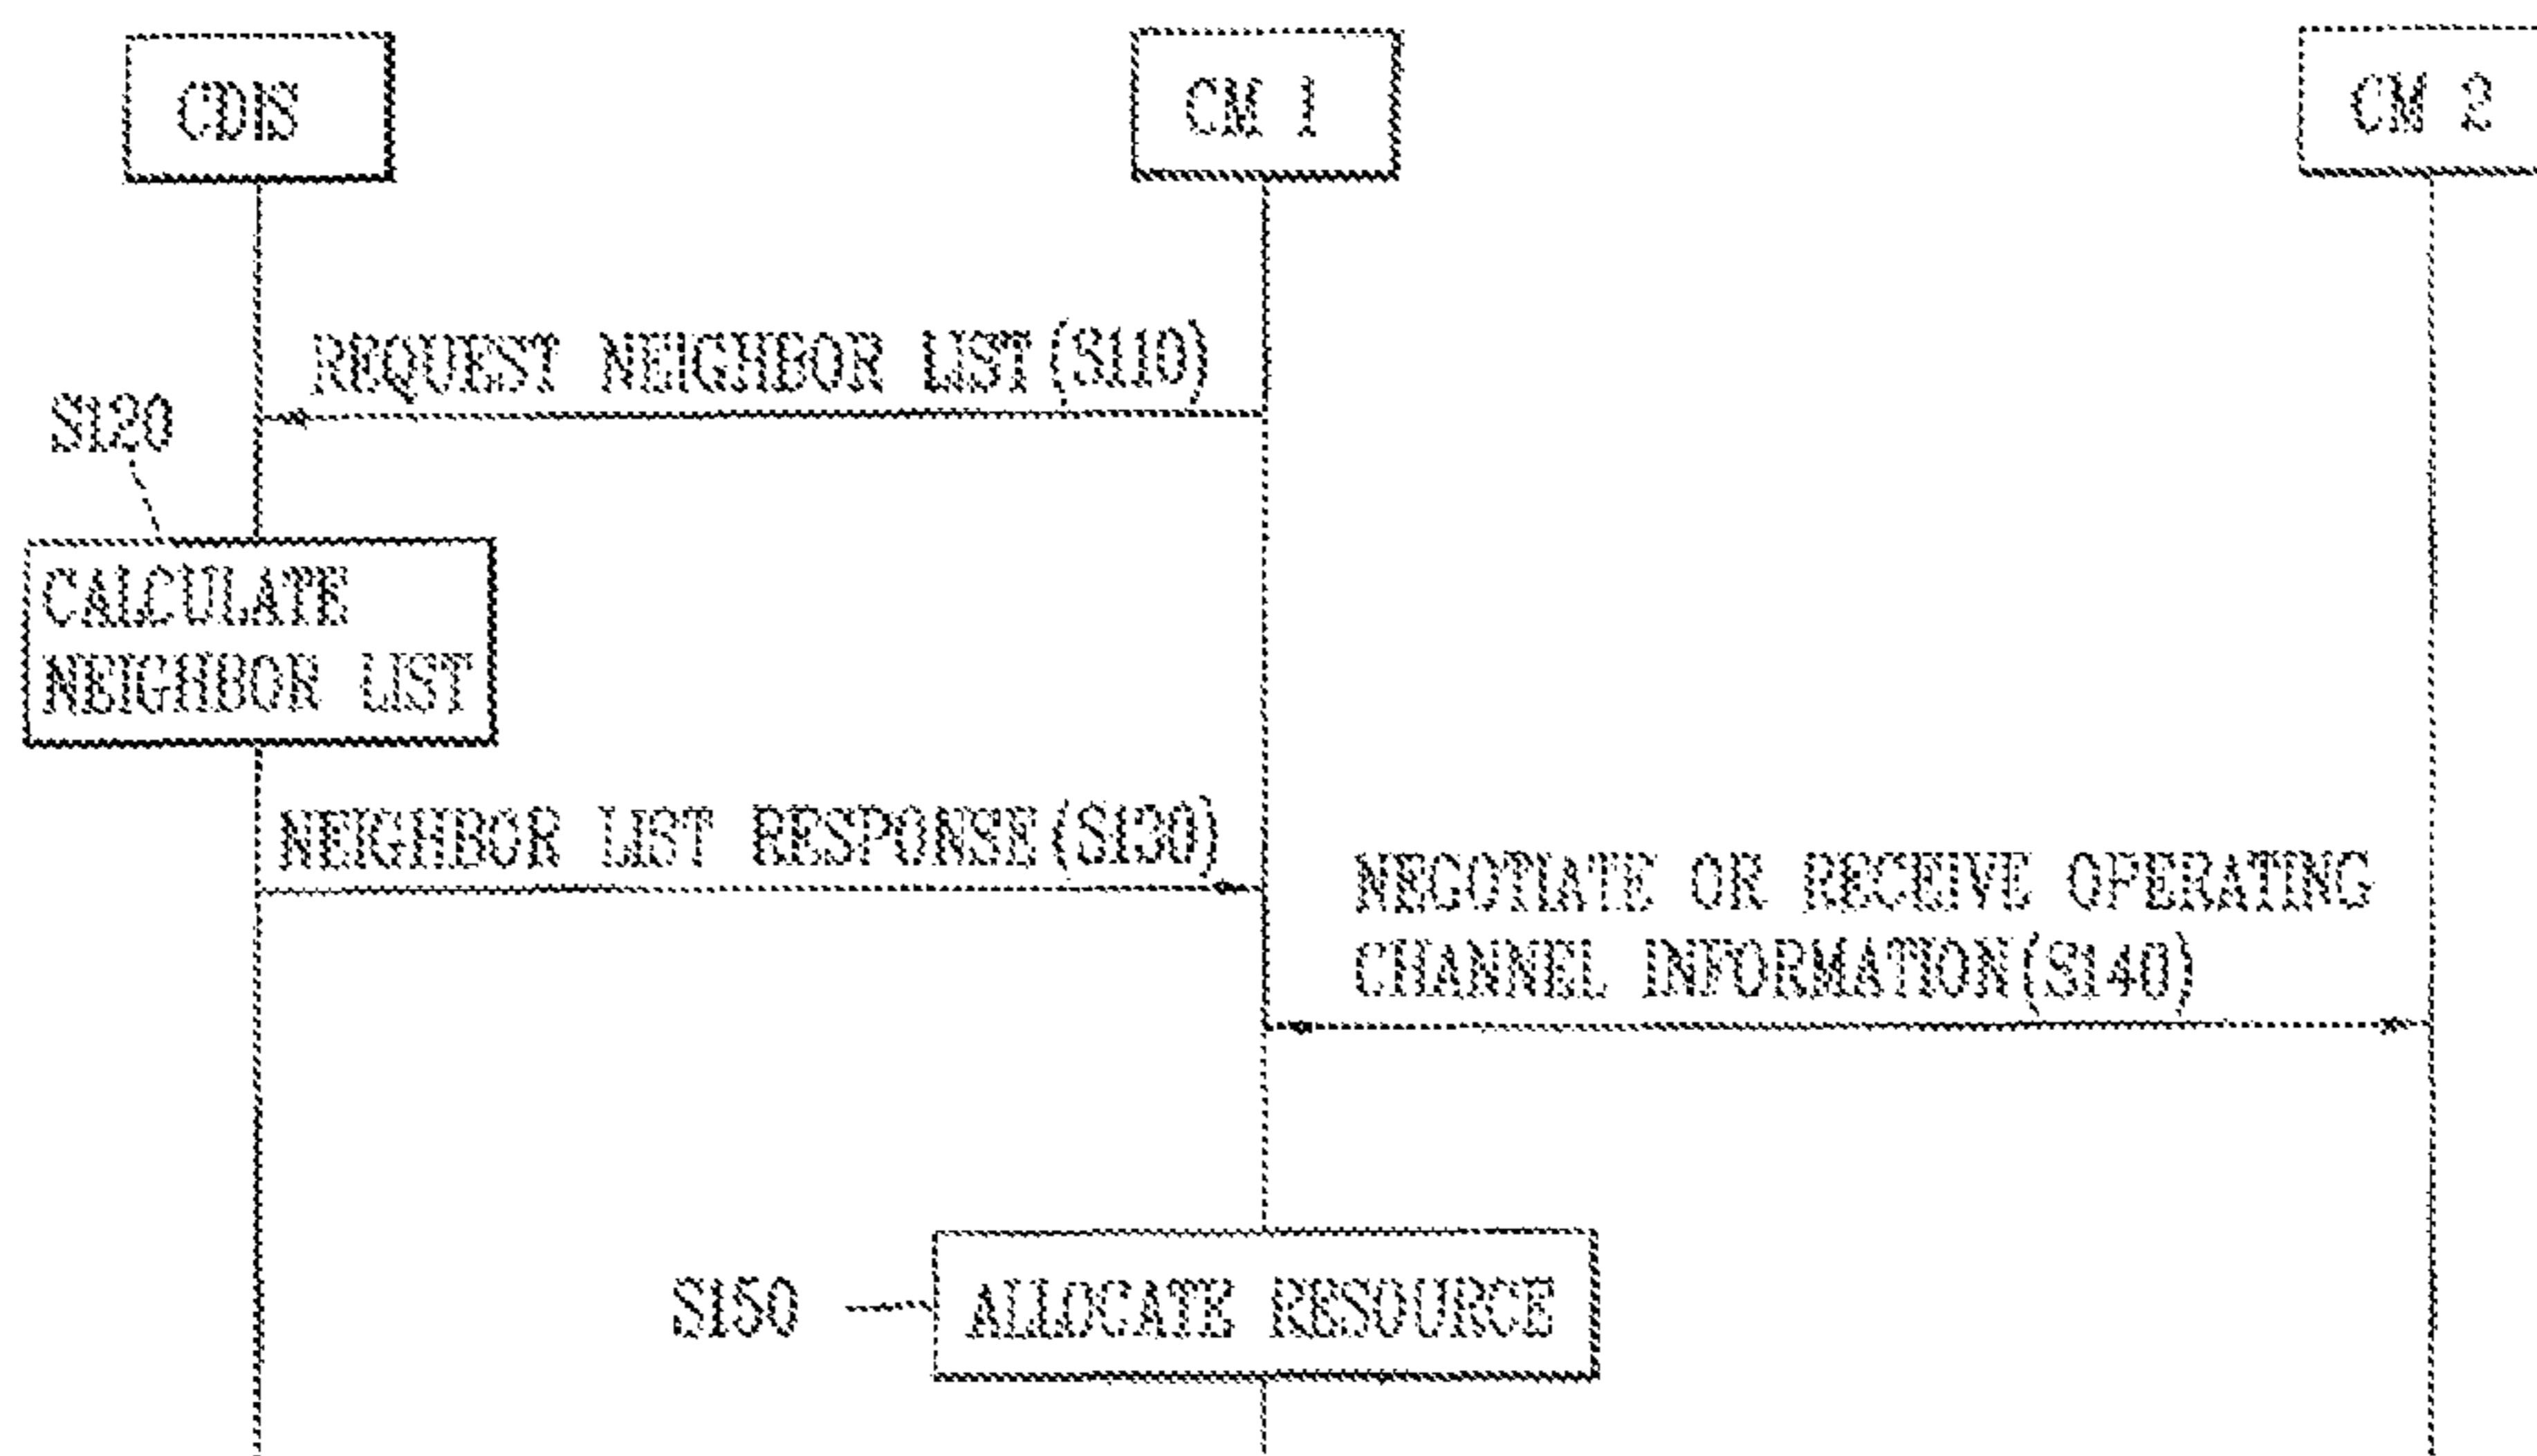 CDIS
CM 1
CM 2
REQUEST NEIGHBOR LIST(S110)
S120
CALCULATE
NEIGHBOR LIST
NEIGHBOR LIST RESPONSE(S130)
NEGOTIATE OR RECEIVE OPERATING
CHANNEL INFORMATION(S140)
S150
ALLOCATE RESOURCE